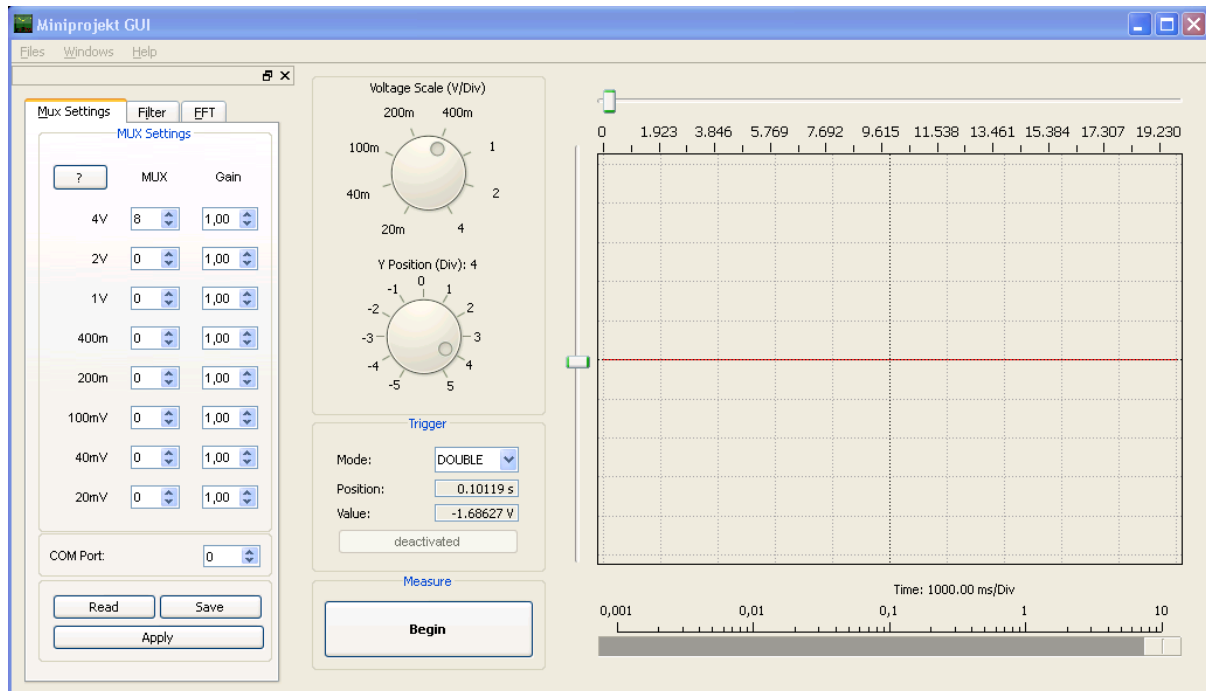 Miniprojekt GUI
Files Windows Help
Mux Settings Filter FFT
MUX Settings
? MUX Gain
4V 8 1,00
2V 0 1,00
1V 0 1,00
400m 0 1,00
200m 0 1,00
100mV 0 1,00
40mV 0 1,00
20mV 0 1,00
COM Port: 0
Read Save
Apply
Voltage Scale (V/Div)
200m 400m
100m 1
40m 2
20m 4
Y Position (Div): 4
0
-1 1
-2 2
-3 3
-4 4
-5 5
Trigger
Mode: DOUBLE
Position: 0.10119 s
Value: -1.68627 V
deactivated
Measure
Begin
0 1.923 3.846 5.769 7.692 9.615 11.538 13.461 15.384 17.307 19.230
Time: 1000.00 ms/Div
0,001 0,01 0,1 1 10